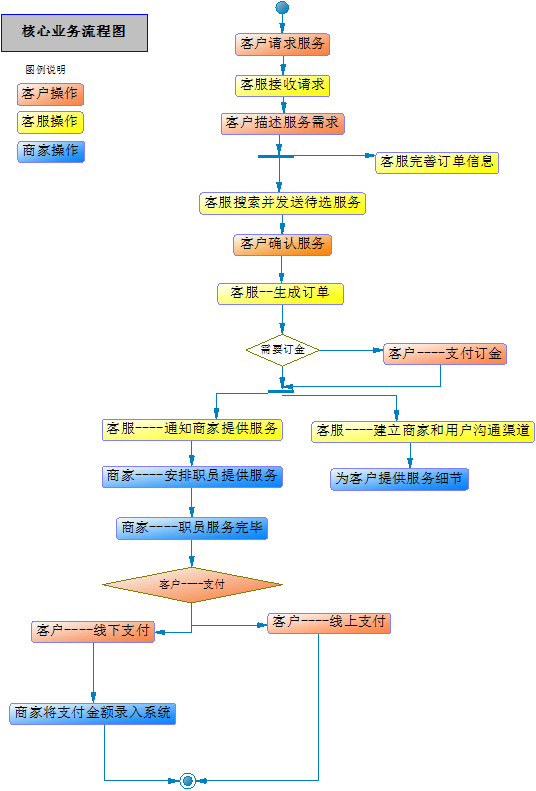 核心业务流程图
图例说明
客户操作
客服操作
商家操作
客户请求服务
客服接收请求
客户描述服务需求
客服完善订单信息
客服搜索并发送待选服务
客户确认服务
客服--生成订单
需要订金
客户----支付订金
客服----通知商家提供服务
客服----建立商家和用户沟通渠道
商家----安排职员提供服务
为客户提供服务细节
商家----职员服务完毕
客户----支付
客户----线下支付
客户----线上支付
商家将支付金额录入系统